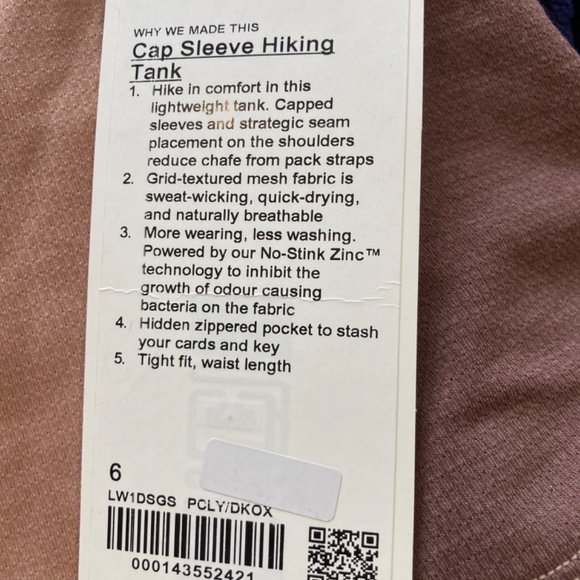 WHY WE MADE THIS
Cap Sleeve Hiking
Tank
1. Hike in comfort in this
lightweight tank. Capped
sleeves and strategic seam
placement on the shoulders
reduce chafe from pack straps
2. Grid-textured mesh fabric is
sweat-wicking, quick-drying,
and naturally breathable
3. More wearing, less washing.
Powered by our No-Stink Zinc™
technology to inhibit the
growth of odour causing
bacteria on the fabric
4. Hidden zippered pocket to stash
your cards and key
5. Tight fit, waist length
6
LW1DSGS PCLY/DKOX
000143552421